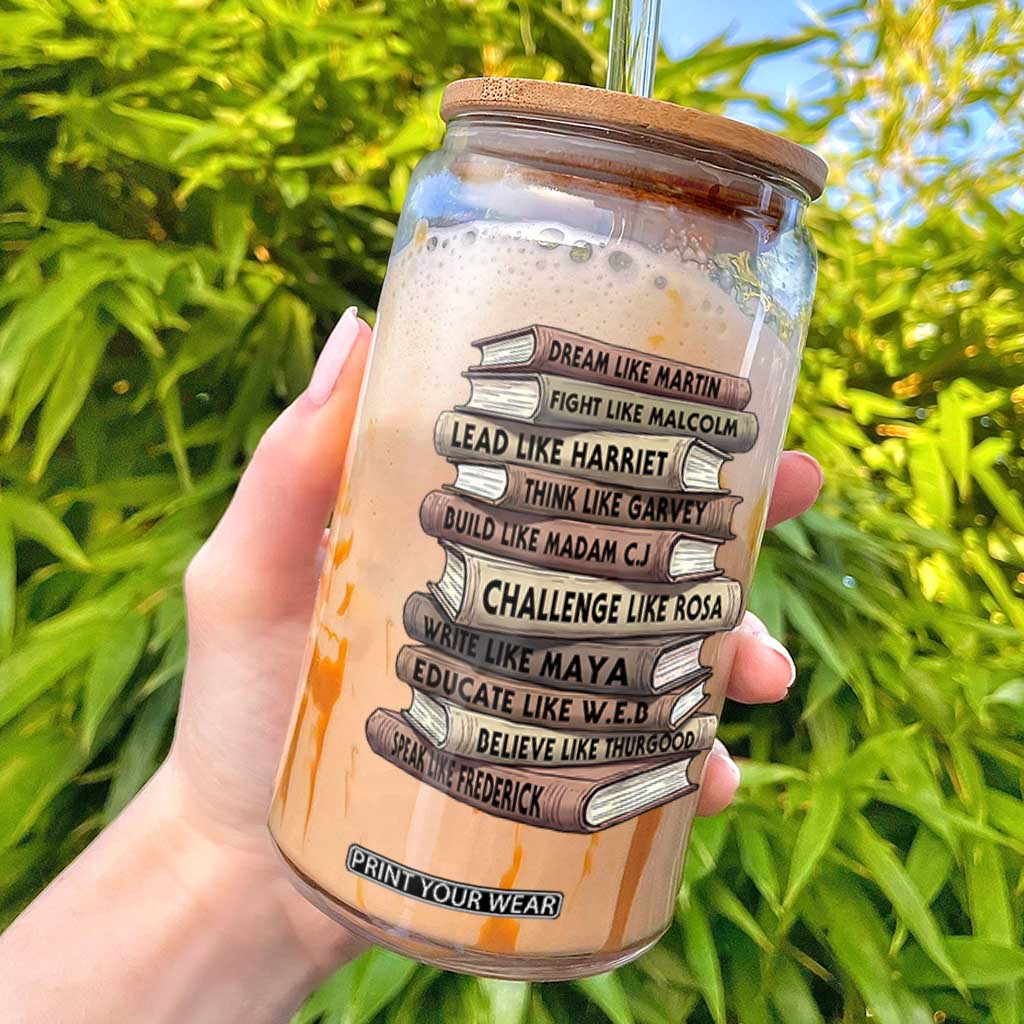 DREAM LIKE MARTIN
FIGHT LIKE MALCOLM
LEAD LIKE HARRIET
THINK LIKE GARVEY
BUILD LIKE MADAM C.J
CHALLENGE LIKE ROSA
WRITE LIKE MAYA
EDUCATE LIKE W.E.B
BELIEVE LIKE THURGOOD
SPEAK LIKE FREDERICK
PRINT YOUR WEAR